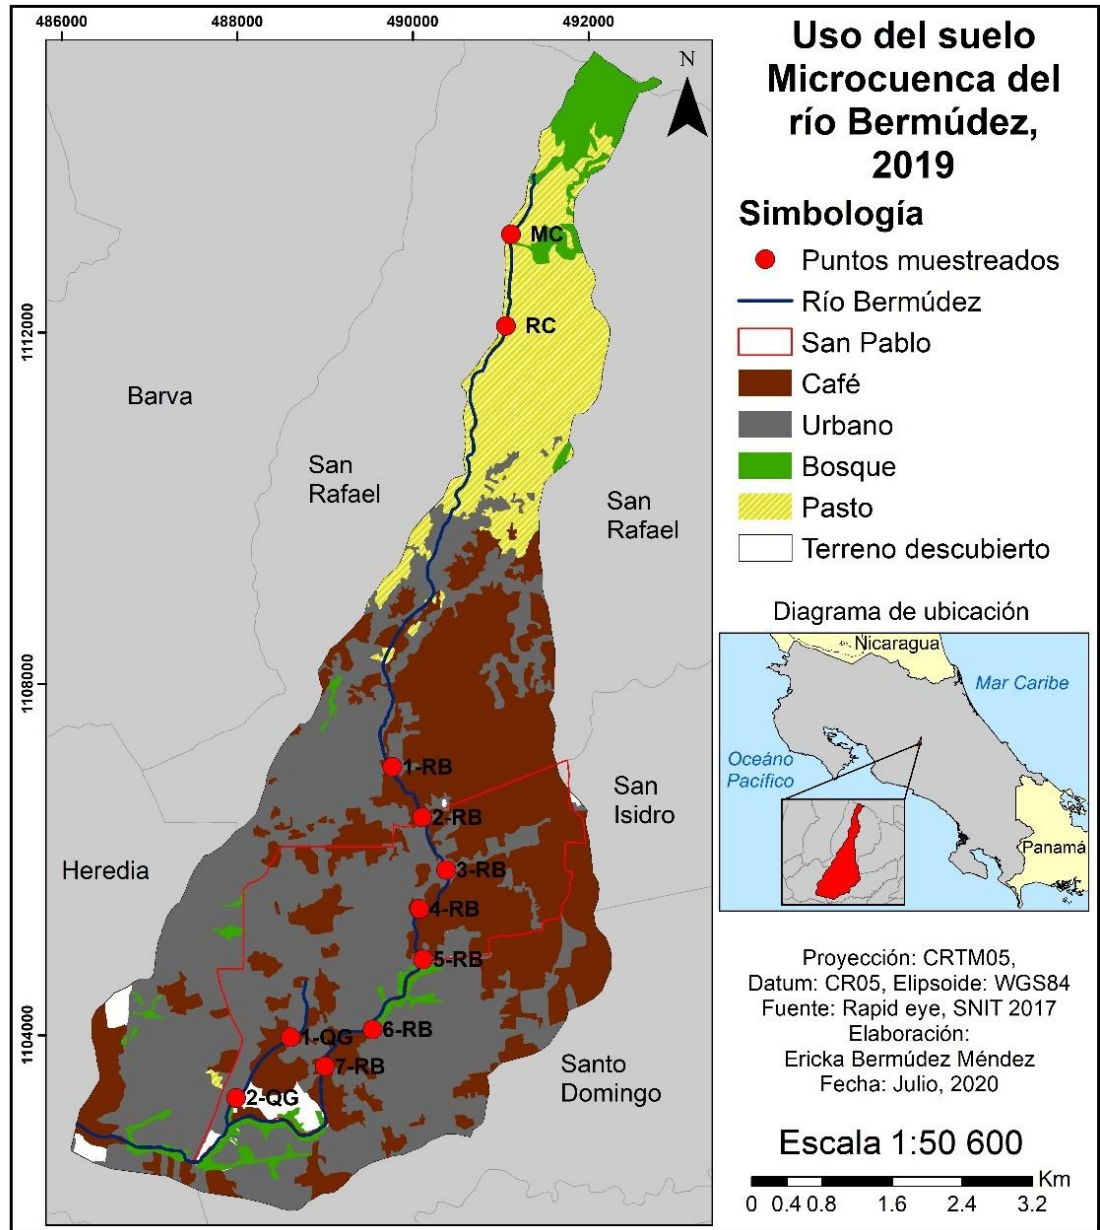 486000
488000
490000
492000
1112000
1108000
1104000
N
Barva
San
Rafael
San
Rafael
San
Isidro
Heredia
Santo
Domingo
MC
RC
1-RB
2-RB
3-RB
4-RB
5-RB
6-RB
1-QG
7-RB
2-QG
Uso del suelo
Microcuenca del
río Bermúdez,
2019
Simbología
Puntos muestreados
Río Bermúdez
San Pablo
Café
Urbano
Bosque
Pasto
Terreno descubierto
Diagrama de ubicación
Nicaragua
Mar Caribe
Oceáno
Pacífico
Panamá
Proyección: CRTM05,
Datum: CR05, Elipsoide: WGS84
Fuente: Rapid eye, SNIT 2017
Elaboración:
Ericka Bermúdez Méndez
Fecha: Julio, 2020
Escala 1:50 600
Km
0 0.4 0.8 1.6 2.4 3.2